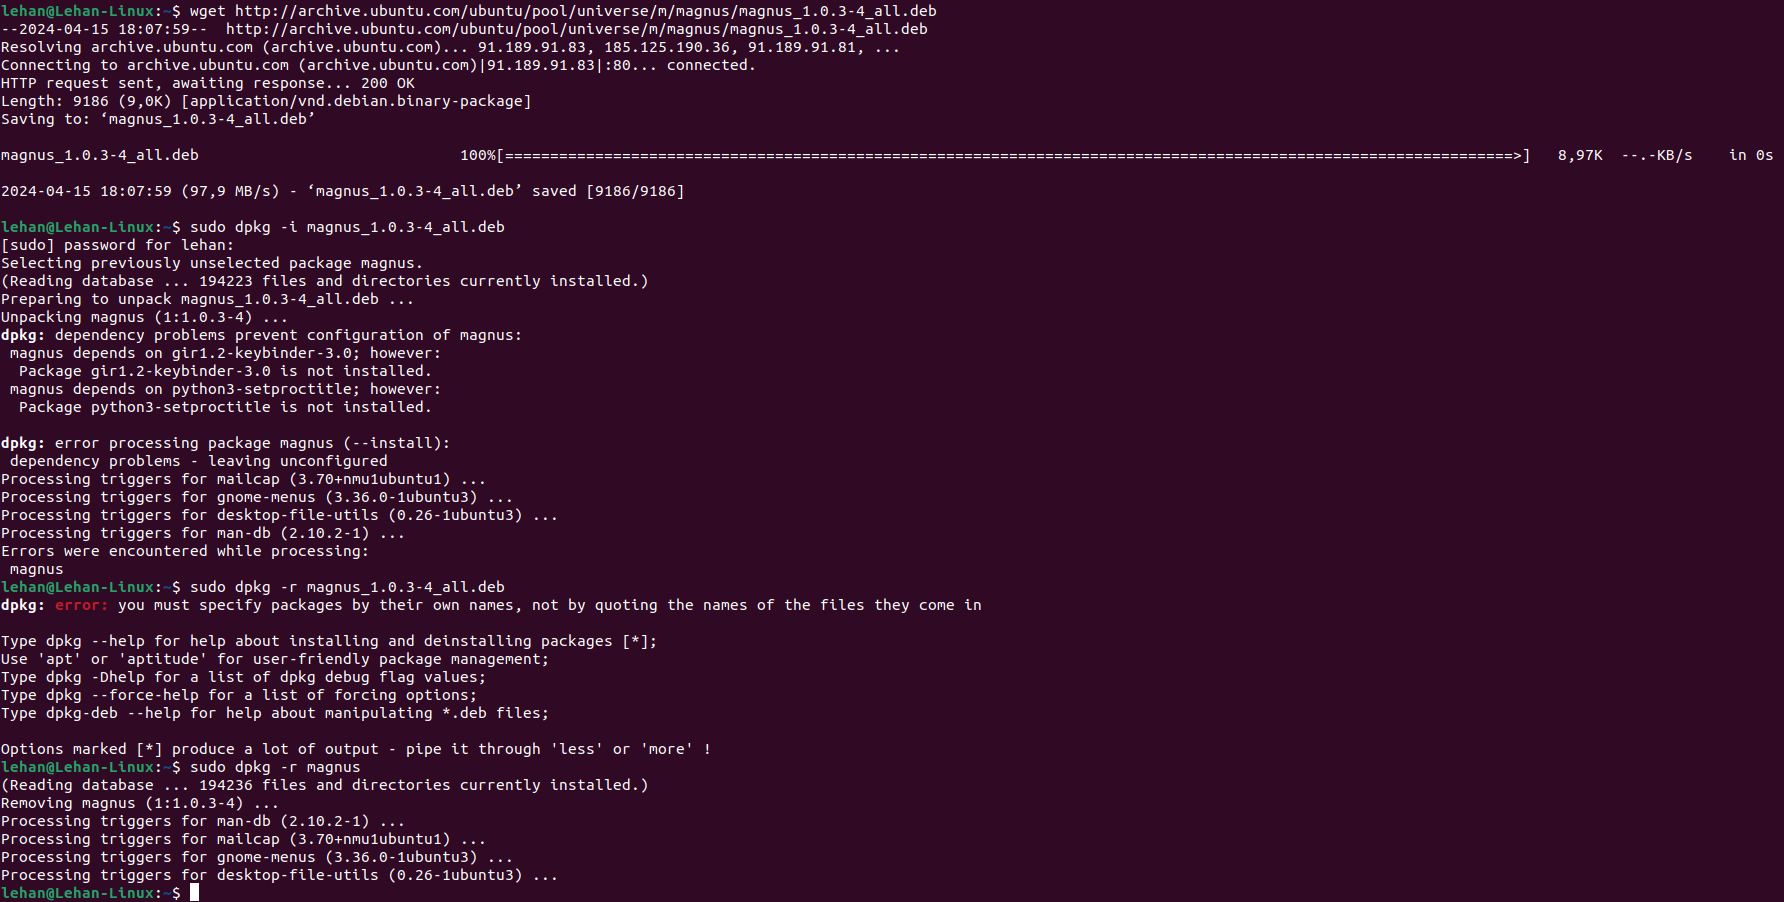 lehan@Lehan-Linux:~$ wget http://archive.ubuntu.com/ubuntu/pool/universe/m/magnus/magnus_1.0.3-4_all.deb
--2024-04-15 18:07:59--  http://archive.ubuntu.com/ubuntu/pool/universe/m/magnus/magnus_1.0.3-4_all.deb
Resolving archive.ubuntu.com (archive.ubuntu.com)... 91.189.91.83, 185.125.190.36, 91.189.91.81, ...
Connecting to archive.ubuntu.com (archive.ubuntu.com)|91.189.91.83|:80... connected.
HTTP request sent, awaiting response... 200 OK
Length: 9186 (9,0K) [application/vnd.debian.binary-package]
Saving to: ‘magnus_1.0.3-4_all.deb’
magnus_1.0.3-4_all.deb                             100%[================================================================================================================>]   8,97K  --.-KB/s    in 0s
2024-04-15 18:07:59 (97,9 MB/s) - ‘magnus_1.0.3-4_all.deb’ saved [9186/9186]
lehan@Lehan-Linux:~$ sudo dpkg -i magnus_1.0.3-4_all.deb
[sudo] password for lehan:
Selecting previously unselected package magnus.
(Reading database ... 194223 files and directories currently installed.)
Preparing to unpack magnus_1.0.3-4_all.deb ...
Unpacking magnus (1:1.0.3-4) ...
dpkg: dependency problems prevent configuration of magnus:
 magnus depends on gir1.2-keybinder-3.0; however:
  Package gir1.2-keybinder-3.0 is not installed.
 magnus depends on python3-setproctitle; however:
  Package python3-setproctitle is not installed.
dpkg: error processing package magnus (--install):
 dependency problems - leaving unconfigured
Processing triggers for mailcap (3.70+nmu1ubuntu1) ...
Processing triggers for gnome-menus (3.36.0-1ubuntu3) ...
Processing triggers for desktop-file-utils (0.26-1ubuntu3) ...
Processing triggers for man-db (2.10.2-1) ...
Errors were encountered while processing:
 magnus
lehan@Lehan-Linux:~$ sudo dpkg -r magnus_1.0.3-4_all.deb
dpkg: error: you must specify packages by their own names, not by quoting the names of the files they come in
Type dpkg --help for help about installing and deinstalling packages [*];
Use 'apt' or 'aptitude' for user-friendly package management;
Type dpkg -Dhelp for a list of dpkg debug flag values;
Type dpkg --force-help for a list of forcing options;
Type dpkg-deb --help for help about manipulating *.deb files;
Options marked [*] produce a lot of output - pipe it through 'less' or 'more' !
lehan@Lehan-Linux:~$ sudo dpkg -r magnus
(Reading database ... 194236 files and directories currently installed.)
Removing magnus (1:1.0.3-4) ...
Processing triggers for man-db (2.10.2-1) ...
Processing triggers for mailcap (3.70+nmu1ubuntu1) ...
Processing triggers for gnome-menus (3.36.0-1ubuntu3) ...
Processing triggers for desktop-file-utils (0.26-1ubuntu3) ...
lehan@Lehan-Linux:~$